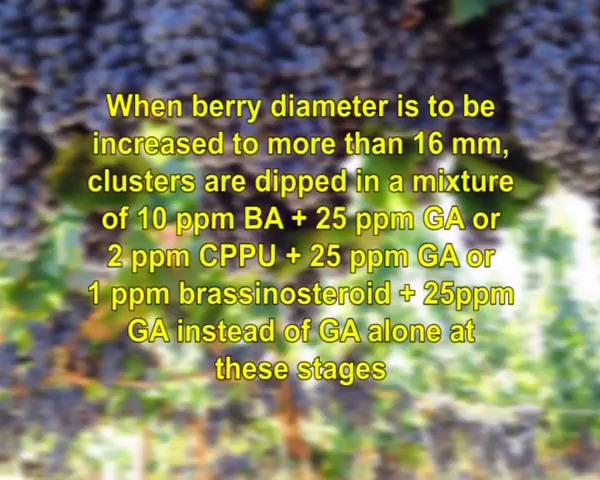 When berry diameter is to be
increased to more than 16 mm,
clusters are dipped in a mixture
of 10 ppm BA + 25 ppm GA or
2 ppm CPPU + 25 ppm GA or
1 ppm brassinosteroid + 25ppm
GA instead of GA alone at
these stages